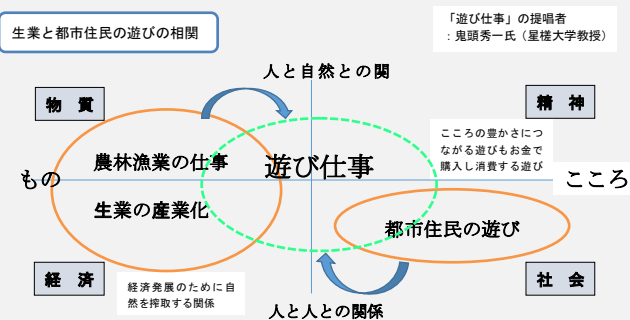 生業と都市住民の遊びの相関
「遊び仕事」の提唱者
：鬼頭秀一氏（星槎大学教授）
人と自然との関
物　質
精　神
こころの豊かさにつ
ながる遊びもお金で
購入し消費する遊び
農林漁業の仕事
遊び仕事
もの
こころ
生業の産業化
都市住民の遊び
経　済
経済発展のために自
然を搾取する関係
社　会
人と人との関係